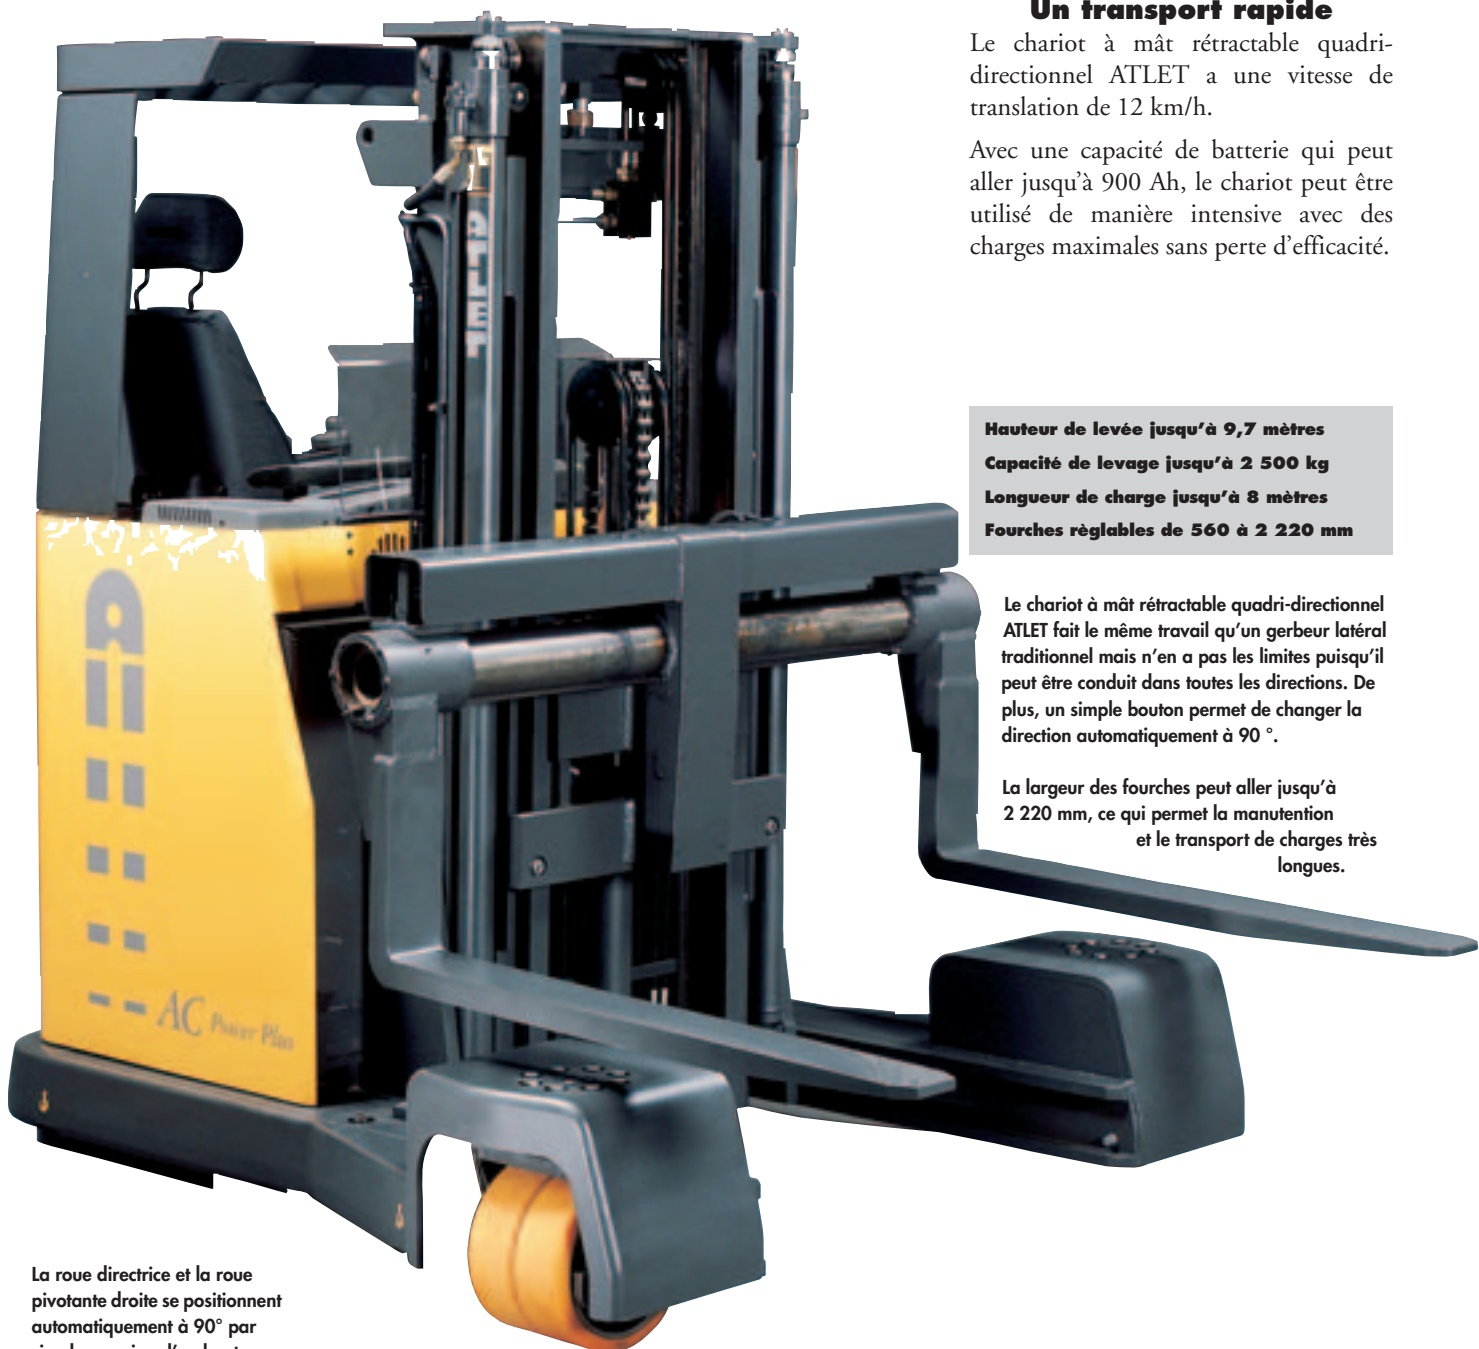 Un transport rapide
Le chariot à mât rétractable quadri-
directionnel ATLET a une vitesse de
translation de 12 km/h.
Avec une capacité de batterie qui peut
aller jusqu'à 900 Ah, le chariot peut être
utilisé de manière intensive avec des
charges maximales sans perte d'efficacité.
Hauteur de levée jusqu'à 9,7 mètres
Capacité de levage jusqu'à 2 500 kg
Longueur de charge jusqu'à 8 mètres
Fourches règlables de 560 à 2 220 mm
Le chariot à mât rétractable quadri-directionnel
ATLET fait le même travail qu'un gerbeur latéral
traditionnel mais n'en a pas les limites puisqu'il
peut être conduit dans toutes les directions. De
plus, un simple bouton permet de changer la
direction automatiquement à 90 °.
La largeur des fourches peut aller jusqu'à
2 220 mm, ce qui permet la manutention
et le transport de charges très
longues.
ATLET
AC Power Plus
La roue directrice et la roue
pivotante droite se positionnent
automatiquement à 90° par